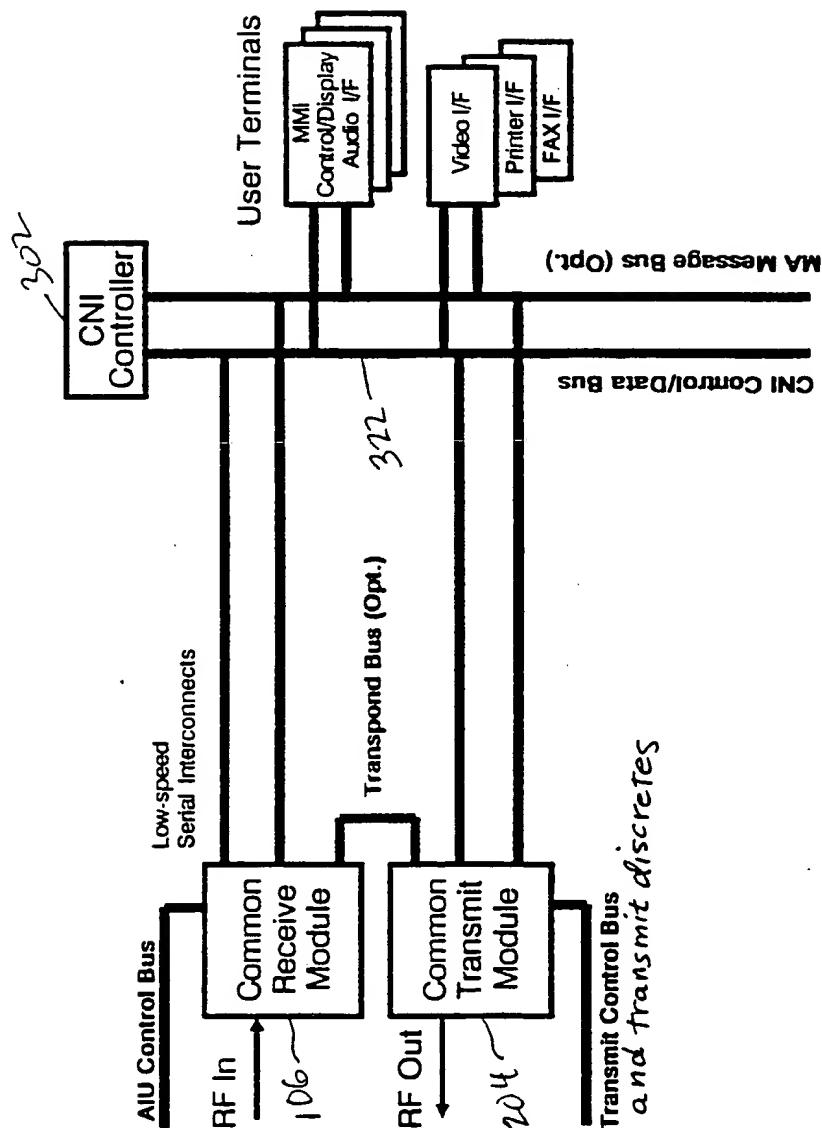 AIU Control Bus
RF In
106
Common
Receive
Module
Low-speed
Serial Interconnects
Transpond Bus (Opt.)
RF Out
204
Common
Transmit
Module
Transmit Control Bus
and transmit discretes
302
CNI
Controller
322
CNI Control/Data Bus
MA Message Bus (Opt.)
User Terminals
MMI
Control/Display
Audio I/F
Video I/F
Printer I/F
FAX I/F